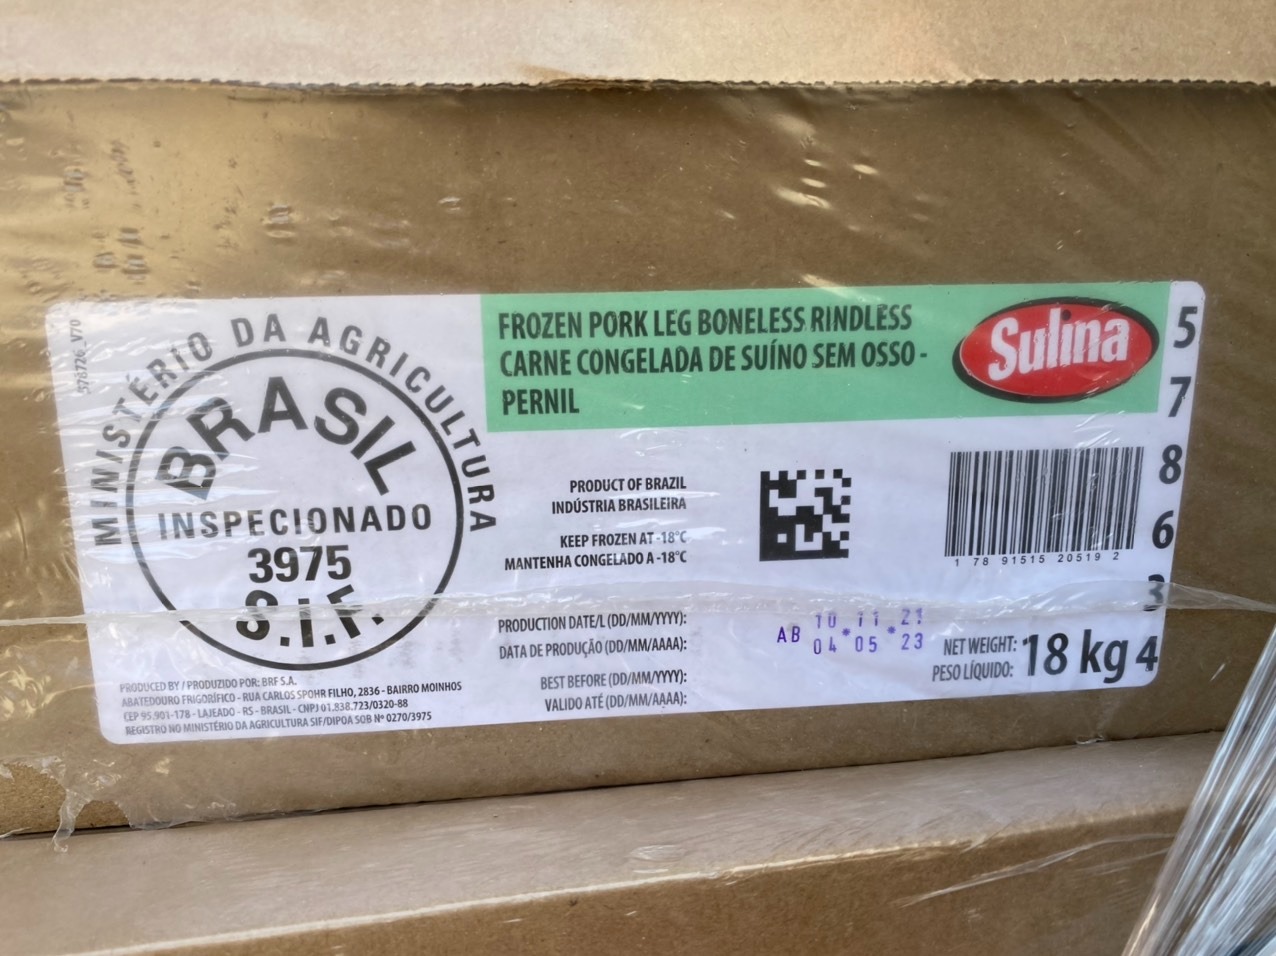 578726_V70
MINISTÉRIO DA AGRICULTURA
BRASIL
INSPECIONADO
3975
S.I.F.
PRODUCED BY / PRODUZIDO POR: BRF S.A.
ABATEDOURO FRIGORÍFICO - RUA CARLOS SPOHR FILHO, 2836 - BAIRRO MOINHOS
CEP 95.901-178 - LAJEADO - RS - BRASIL - CNPJ 01.838.723/0320-88
REGISTRO NO MINISTÉRIO DA AGRICULTURA SIF/DIPOA SOB Nº 0270/3975
FROZEN PORK LEG BONELESS RINDLESS
CARNE CONGELADA DE SUÍNO SEM OSSO -
PERNIL
Sulina
PRODUCT OF BRAZIL
INDÚSTRIA BRASILEIRA
KEEP FROZEN AT -18°C
MANTENHA CONGELADO A -18°C
PRODUCTION DATE/L (DD/MM/YYYY):
DATA DE PRODUÇÃO (DD/MM/AAAA):
BEST BEFORE (DD/MM/YYYY):
VALIDO ATÉ (DD/MM/AAAA):
AB
10 11 21
04 * 05 * 23
1 78 91515 20519 2
NET WEIGHT:
PESO LÍQUIDO:
18 kg
5
7
8
6
3
4